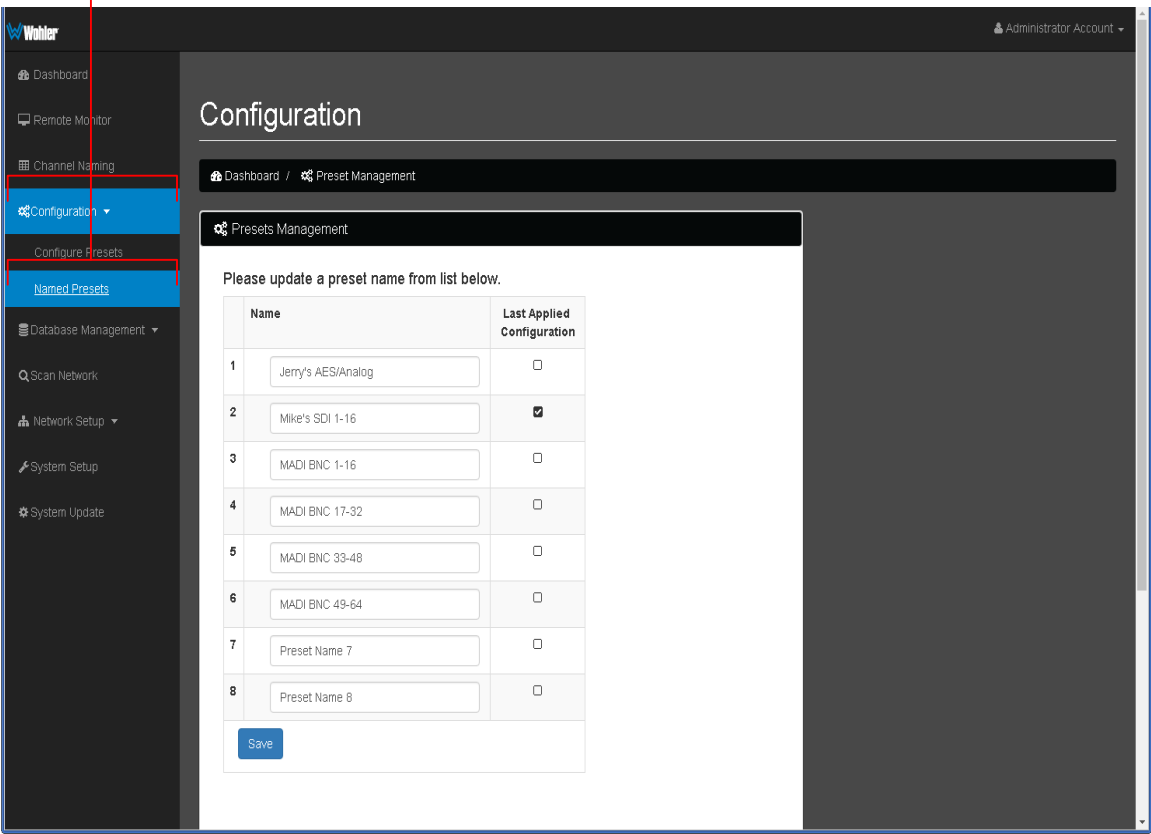 Wohler
Administrator Account
Dashboard
Remote Monitor
Channel Naming
Configuration
Configure Presets
Named Presets
Database Management
Scan Network
Network Setup
System Setup
System Update
Configuration
Dashboard / Preset Management
Presets Management
Please update a preset name from list below.
Name Last Applied
Configuration
1 Jerry's AES/Analog
2 Mike's SDI 1-16
3 MADI BNC 1-16
4 MADI BNC 17-32
5 MADI BNC 33-48
6 MADI BNC 49-64
7 Preset Name 7
8 Preset Name 8
Save